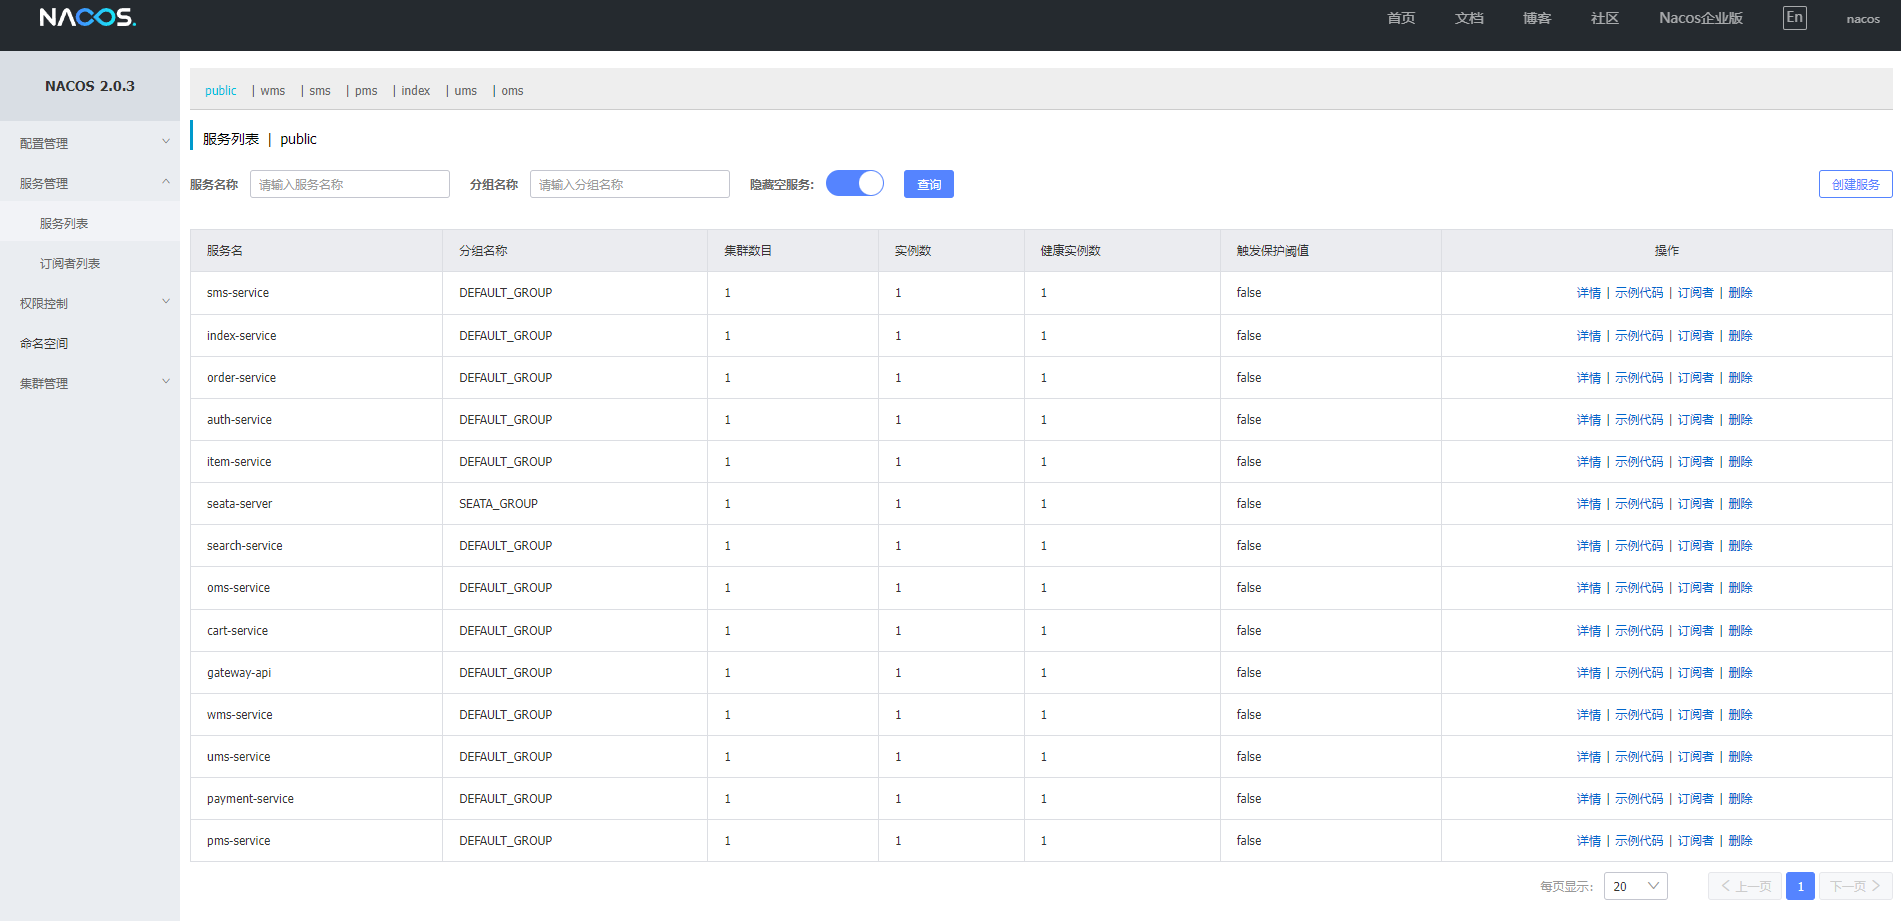 NACOS.
首页 文档 博客 社区 Nacos企业版 En nacos
NACOS 2.0.3
配置管理
服务管理
服务列表
订阅者列表
权限控制
命名空间
集群管理
public | wms | sms | pms | index | ums | oms
服务列表 | public
服务名称 请输入服务名称 分组名称 请输入分组名称 隐藏空服务: 查询 创建服务
服务名 分组名称 集群数目 实例数 健康实例数 触发保护阈值 操作
sms-service DEFAULT_GROUP 1 1 1 false 详情 | 示例代码 | 订阅者 | 删除
index-service DEFAULT_GROUP 1 1 1 false 详情 | 示例代码 | 订阅者 | 删除
order-service DEFAULT_GROUP 1 1 1 false 详情 | 示例代码 | 订阅者 | 删除
auth-service DEFAULT_GROUP 1 1 1 false 详情 | 示例代码 | 订阅者 | 删除
item-service DEFAULT_GROUP 1 1 1 false 详情 | 示例代码 | 订阅者 | 删除
seata-server SEATA_GROUP 1 1 1 false 详情 | 示例代码 | 订阅者 | 删除
search-service DEFAULT_GROUP 1 1 1 false 详情 | 示例代码 | 订阅者 | 删除
oms-service DEFAULT_GROUP 1 1 1 false 详情 | 示例代码 | 订阅者 | 删除
cart-service DEFAULT_GROUP 1 1 1 false 详情 | 示例代码 | 订阅者 | 删除
gateway-api DEFAULT_GROUP 1 1 1 false 详情 | 示例代码 | 订阅者 | 删除
wms-service DEFAULT_GROUP 1 1 1 false 详情 | 示例代码 | 订阅者 | 删除
ums-service DEFAULT_GROUP 1 1 1 false 详情 | 示例代码 | 订阅者 | 删除
payment-service DEFAULT_GROUP 1 1 1 false 详情 | 示例代码 | 订阅者 | 删除
pms-service DEFAULT_GROUP 1 1 1 false 详情 | 示例代码 | 订阅者 | 删除
每页显示: 20 上一页 1 下一页